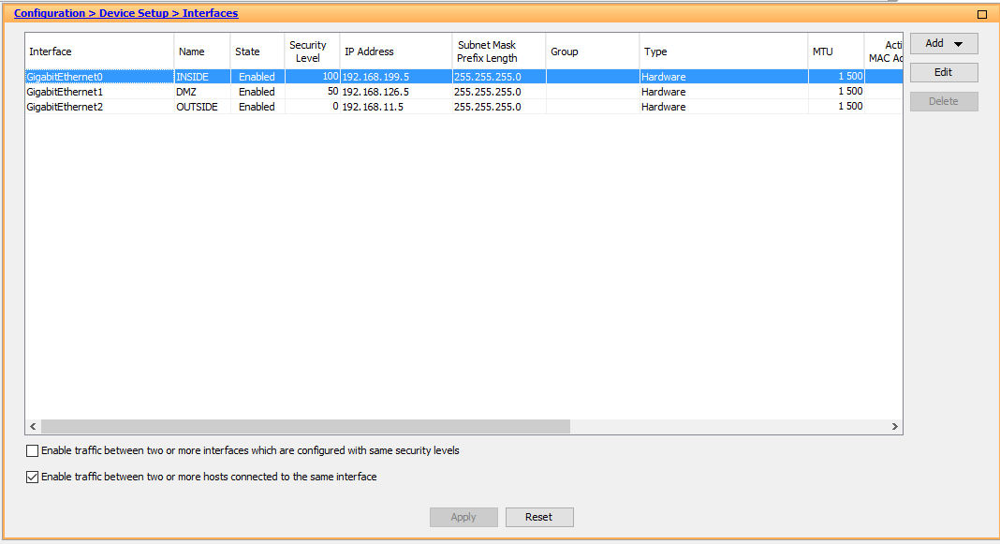 Configuration > Device Setup > Interfaces
Interface Name State Security Level IP Address Subnet Mask Prefix Length Group Type MTU Acti MAC Ac
GigabitEthernet0 INSIDE Enabled 100 192.168.199.5 255.255.255.0 Hardware 1 500
GigabitEthernet1 DMZ Enabled 50 192.168.126.5 255.255.255.0 Hardware 1 500
GigabitEthernet2 OUTSIDE Enabled 0 192.168.11.5 255.255.255.0 Hardware 1 500
Add
Edit
Delete
Enable traffic between two or more interfaces which are configured with same security levels
Enable traffic between two or more hosts connected to the same interface
Apply Reset